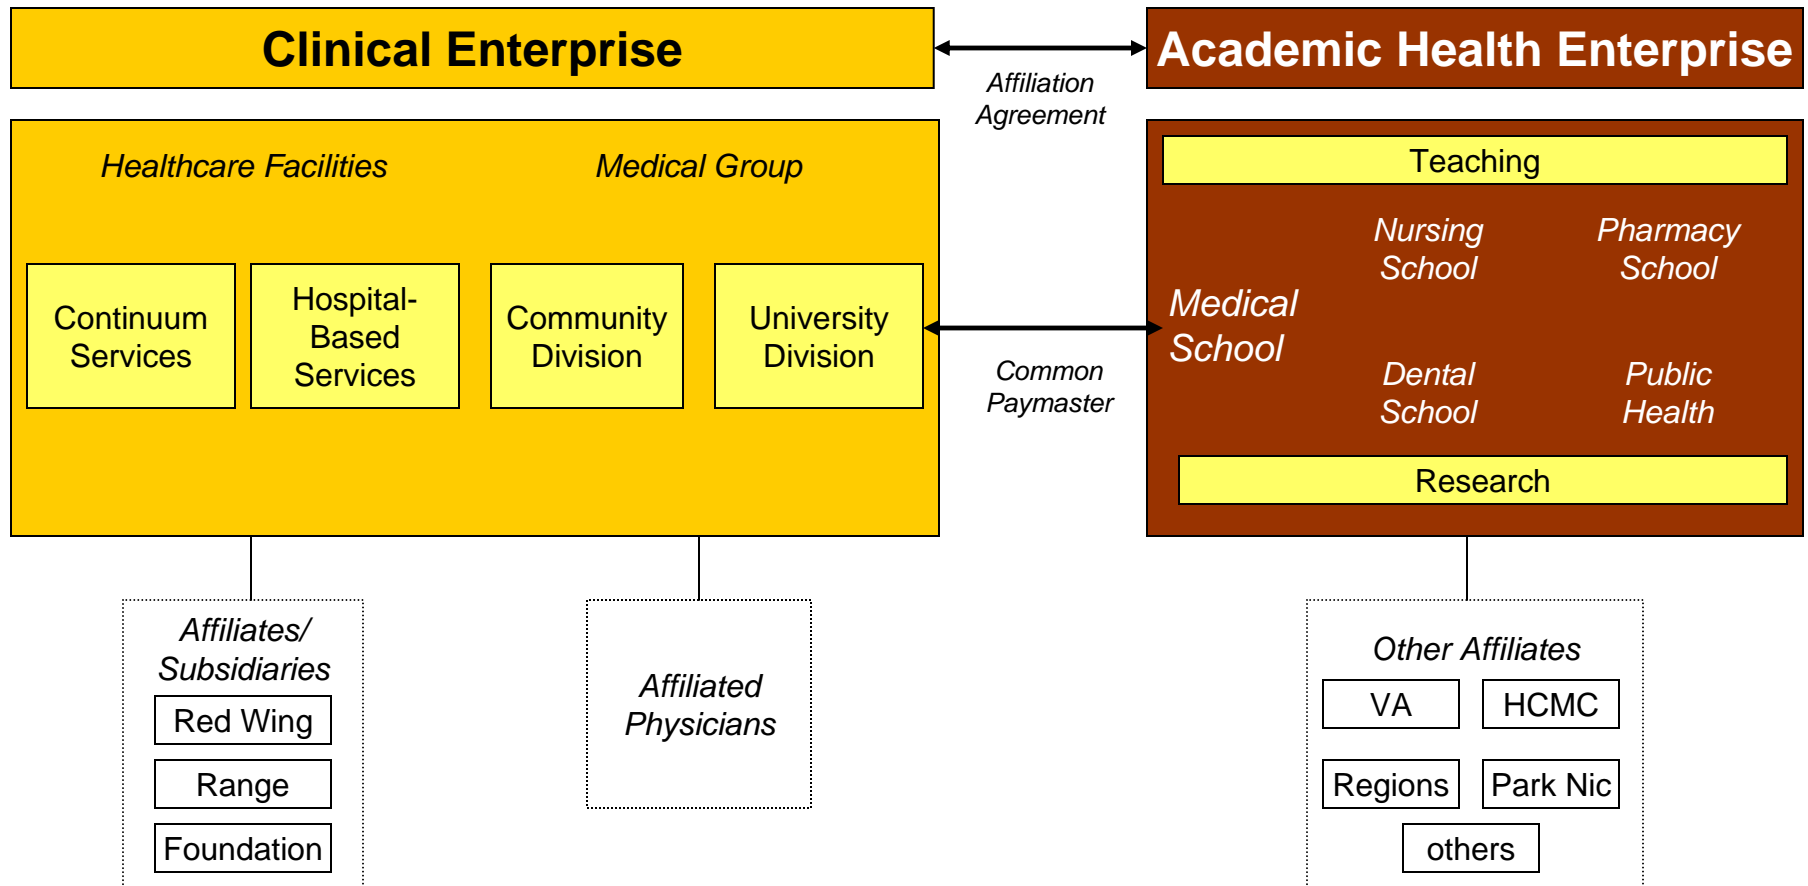 Clinical Enterprise
Academic Health Enterprise
Affiliation
Agreement
Healthcare Facilities
Medical Group
Continuum
Services
Hospital-
Based
Services
Community
Division
University
Division
Common
Paymaster
Teaching
Nursing
School
Pharmacy
School
Medical
School
Dental
School
Public
Health
Research
Affiliates/
Subsidiaries
Red Wing
Range
Foundation
Affiliated
Physicians
Other Affiliates
VA
HCMC
Regions
Park Nic
others